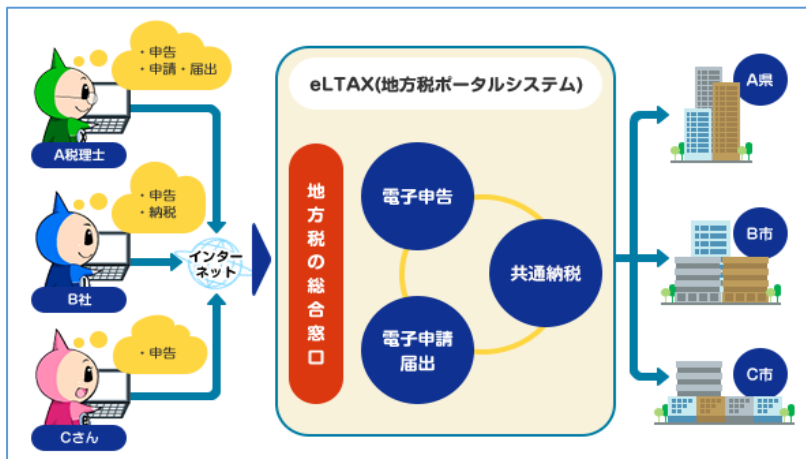 ・申告
・申請・届出
A税理士
・申告
・納税
B社
・申告
Cさん
インター
ネット
eLTAX(地方税ポータルシステム)
地方税の総合窓口
電子申告
共通納税
電子申請
届出
A県
B市
C市